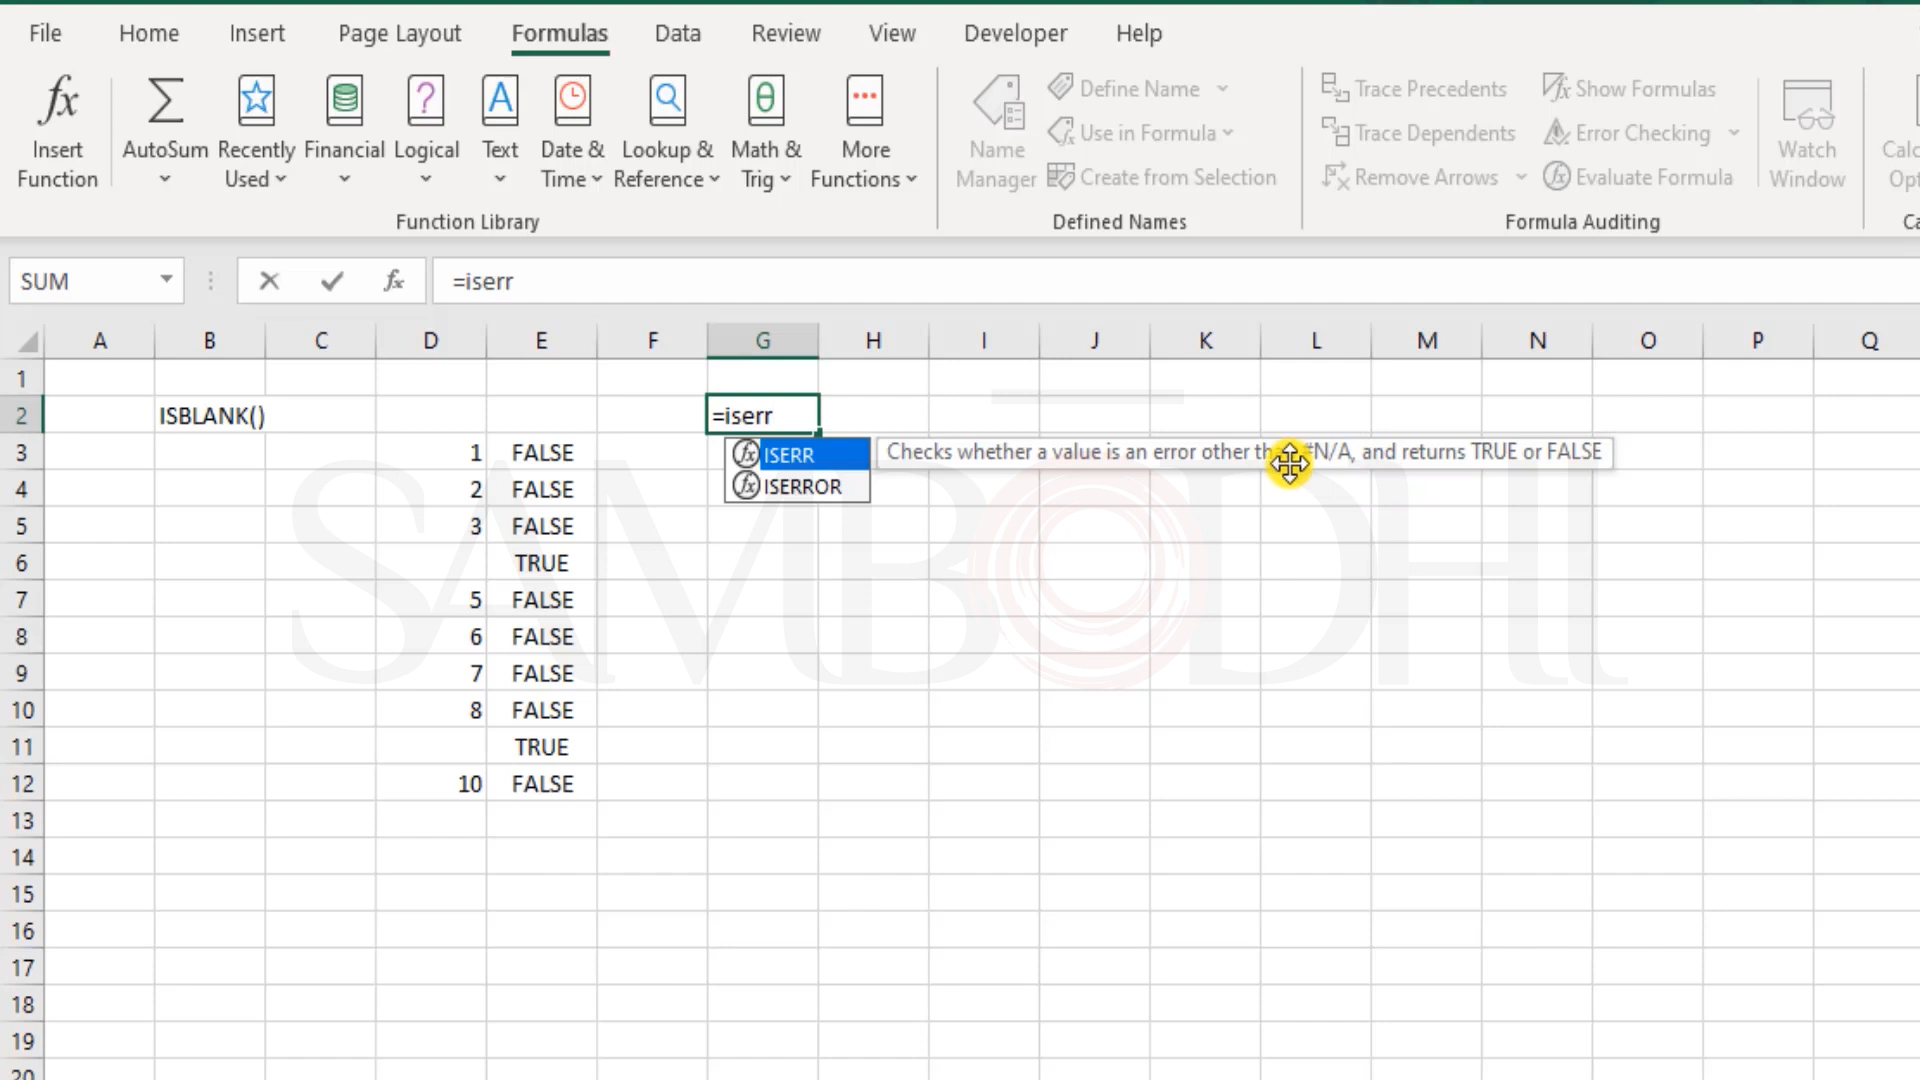 File Home Insert Page Layout Formulas Data Review View Developer Help
Insert Function
AutoSum
Recently Used
Financial
Logical
Text
Date & Time
Lookup & Reference
Math & Trig
More Functions
Function Library
Name Manager
Define Name
Use in Formula
Create from Selection
Defined Names
Trace Precedents
Trace Dependents
Remove Arrows
Show Formulas
Error Checking
Evaluate Formula
Watch Window
Formula Auditing
SUM fx =iserr
A B C D E F G H I J K L M N O P Q
1
2 ISBLANK() =iserr
3 1 FALSE
ISERR Checks whether a value is an error other #N/A, and returns TRUE or FALSE
ISERROR
4 2 FALSE
5 3 FALSE
6 TRUE
7 5 FALSE
8 6 FALSE
9 7 FALSE
10 8 FALSE
11 TRUE
12 10 FALSE
13
14
15
16
17
18
19
20
SAMBODHI